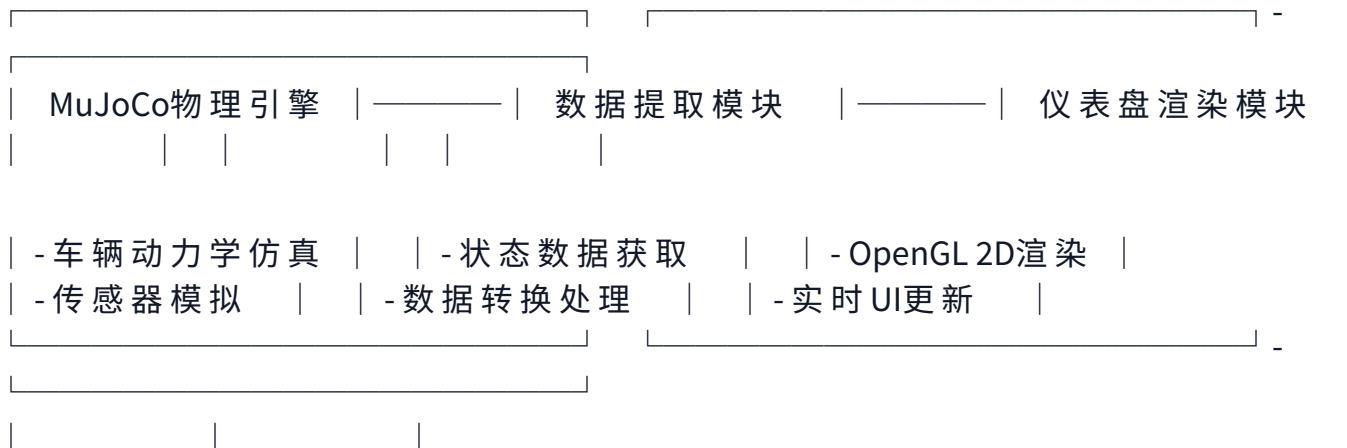 ┌──────────────────┐  ┌───────────────────┐ -
┌──────────────────┐
│ MuJoCo物理引擎 │────│ 数据提取模块 │────│ 仪表盘渲染模块
│ │ │ │ │ │
│ -车辆动力学仿真 │ │ -状态数据获取 │ │ -OpenGL 2D渲染 │
│ -传感器模拟 │ │ -数据转换处理 │ │ -实时UI更新 │
└──────────────────┘  └───────────────────┘ -
└──────────────────┘
│ │ │